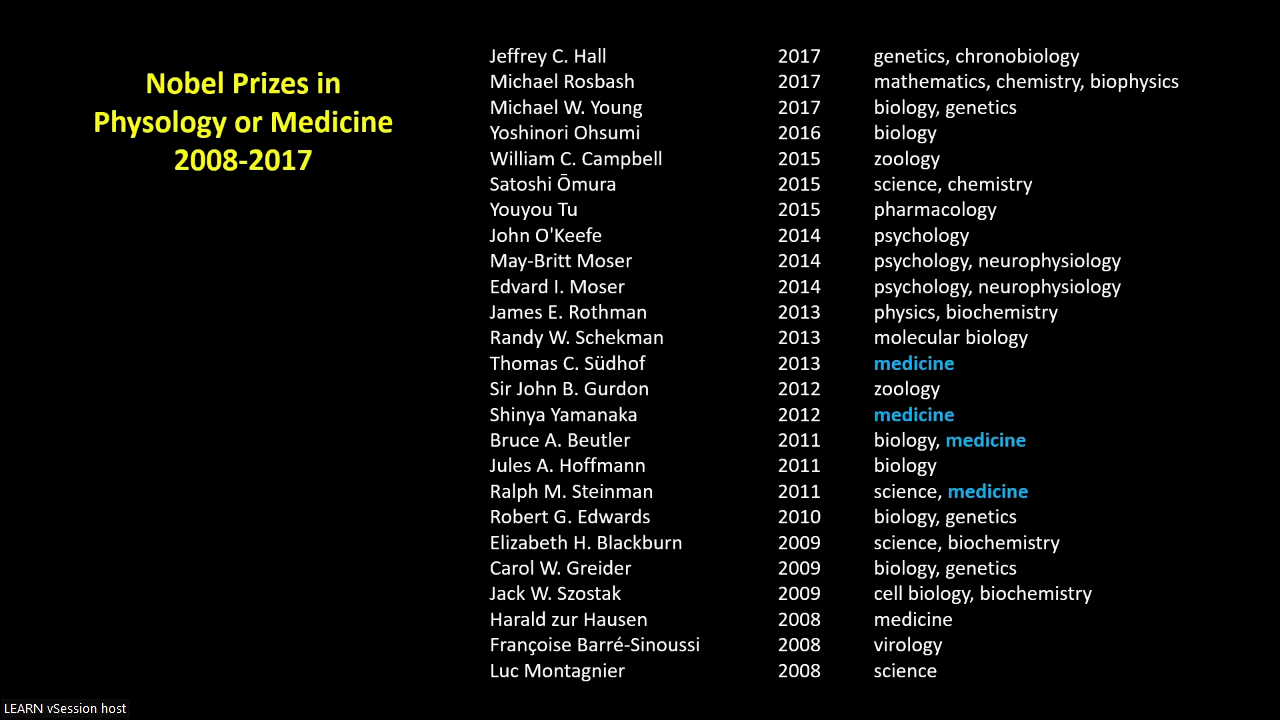 Nobel Prizes in
Physology or Medicine
2008-2017
Jeffrey C. Hall 2017 genetics, chronobiology
Michael Rosbash 2017 mathematics, chemistry, biophysics
Michael W. Young 2017 biology, genetics
Yoshinori Ohsumi 2016 biology
William C. Campbell 2015 zoology
Satoshi Ōmura 2015 science, chemistry
Youyou Tu 2015 pharmacology
John O'Keefe 2014 psychology
May-Britt Moser 2014 psychology, neurophysiology
Edvard I. Moser 2014 psychology, neurophysiology
James E. Rothman 2013 physics, biochemistry
Randy W. Schekman 2013 molecular biology
Thomas C. Südhof 2013 medicine
Sir John B. Gurdon 2012 zoology
Shinya Yamanaka 2012 medicine
Bruce A. Beutler 2011 biology, medicine
Jules A. Hoffmann 2011 biology
Ralph M. Steinman 2011 science, medicine
Robert G. Edwards 2010 biology, genetics
Elizabeth H. Blackburn 2009 science, biochemistry
Carol W. Greider 2009 biology, genetics
Jack W. Szostak 2009 cell biology, biochemistry
Harald zur Hausen 2008 medicine
Françoise Barré-Sinoussi 2008 virology
Luc Montagnier 2008 science
LEARN vSession host